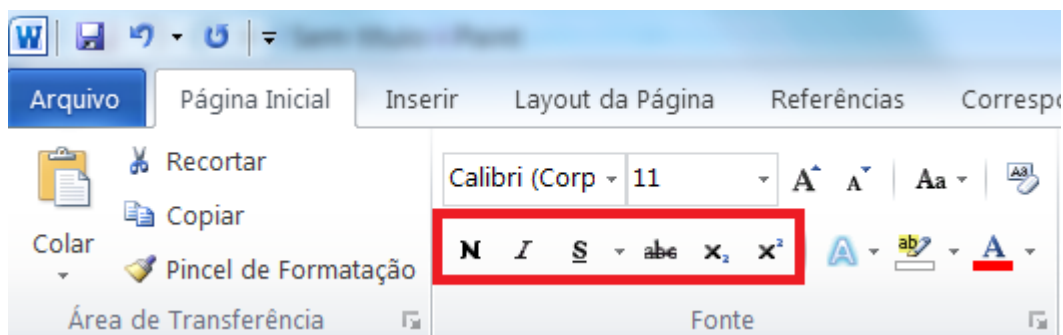 Arquivo Página Inicial Inserir Layout da Página Referências
Recortar
Copiar
Colar
Pincel de Formatação
Área de Transferência
Calibri (Corp 11 A A Aa
N I S abc x₂ x² A ab A
Fonte